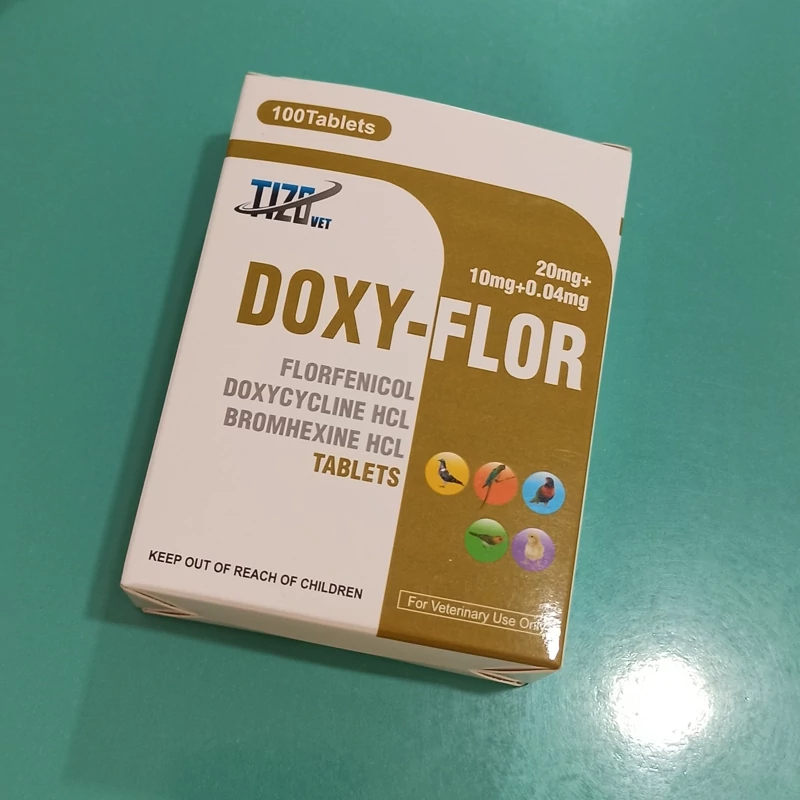 100Tablets
TIZO VET
20mg+
10mg+0.04mg
DOXY-FLOR
FLORFENICOL
DOXYCYCLINE HCL
BROMHEXINE HCL
TABLETS
KEEP OUT OF REACH OF CHILDREN
For Veterinary Use Only